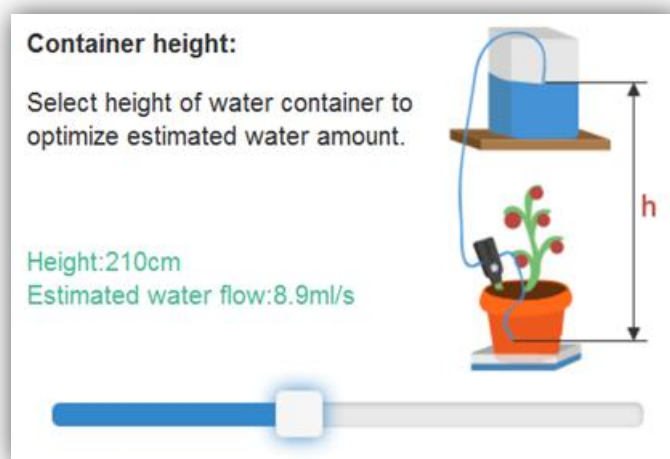 Container height:
Select height of water container to
optimize estimated water amount.
h
Height:210cm
Estimated water flow:8.9ml/s